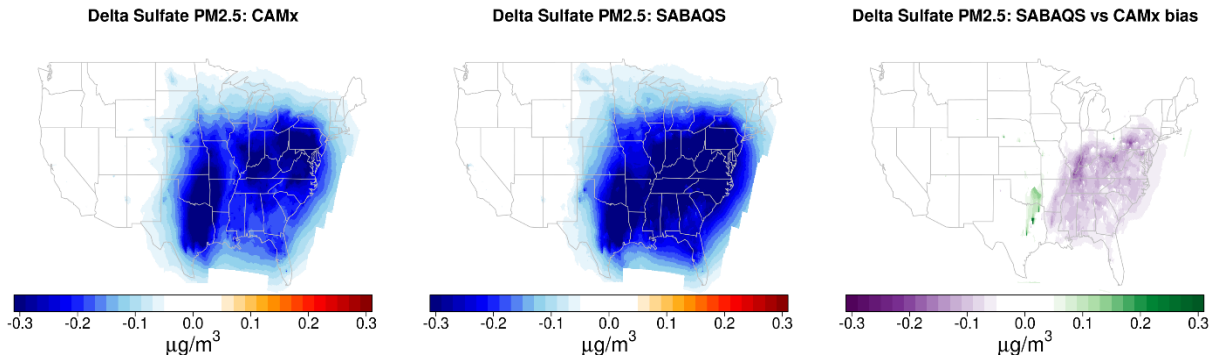 Delta Sulfate PM2.5: CAMx
-0.3 -0.2 -0.1 0.0 0.1 0.2 0.3
μg/m³
Delta Sulfate PM2.5: SABAQS
-0.3 -0.2 -0.1 0.0 0.1 0.2 0.3
μg/m³
Delta Sulfate PM2.5: SABAQS vs CAMx bias
-0.3 -0.2 -0.1 0.0 0.1 0.2 0.3
μg/m³